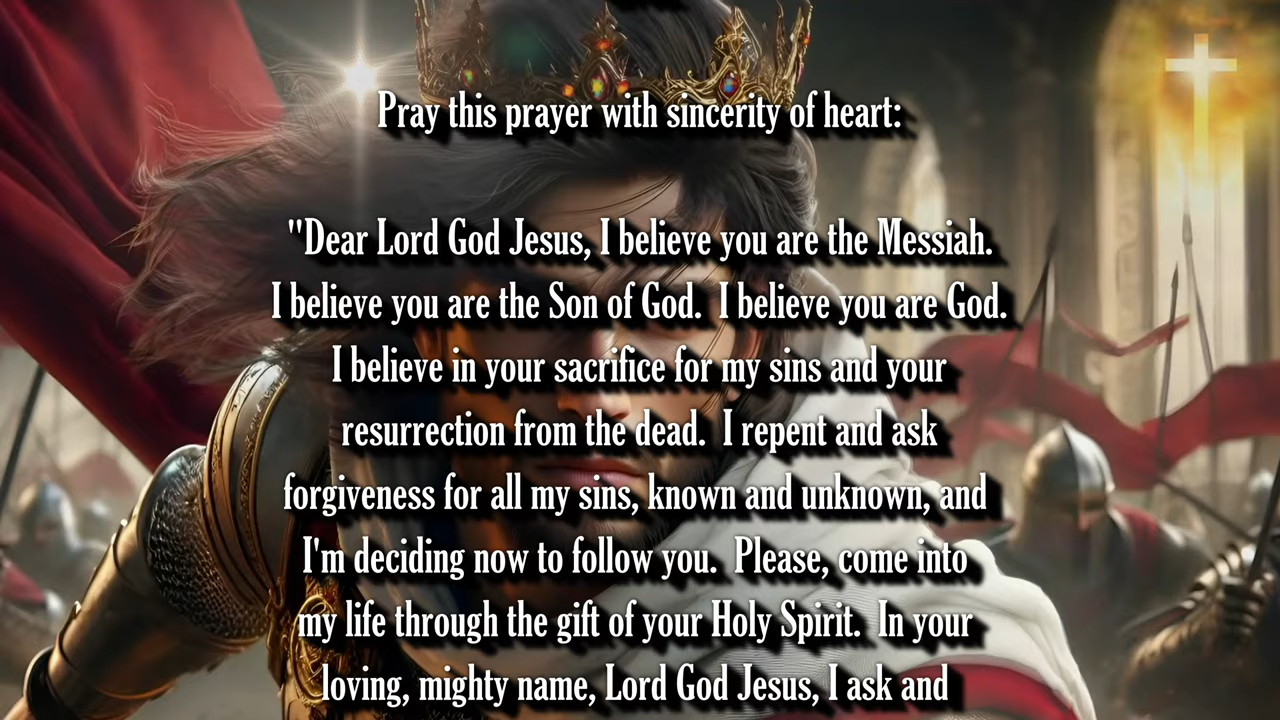 Pray this prayer with sincerity of heart:
"Dear Lord God Jesus, I believe you are the Messiah.
I believe you are the Son of God.  I believe you are God.
I believe in your sacrifice for my sins and your
resurrection from the dead.  I repent and ask
forgiveness for all my sins, known and unknown, and
I'm deciding now to follow you.  Please, come into
my life through the gift of your Holy Spirit.  In your
loving, mighty name, Lord God Jesus, I ask and